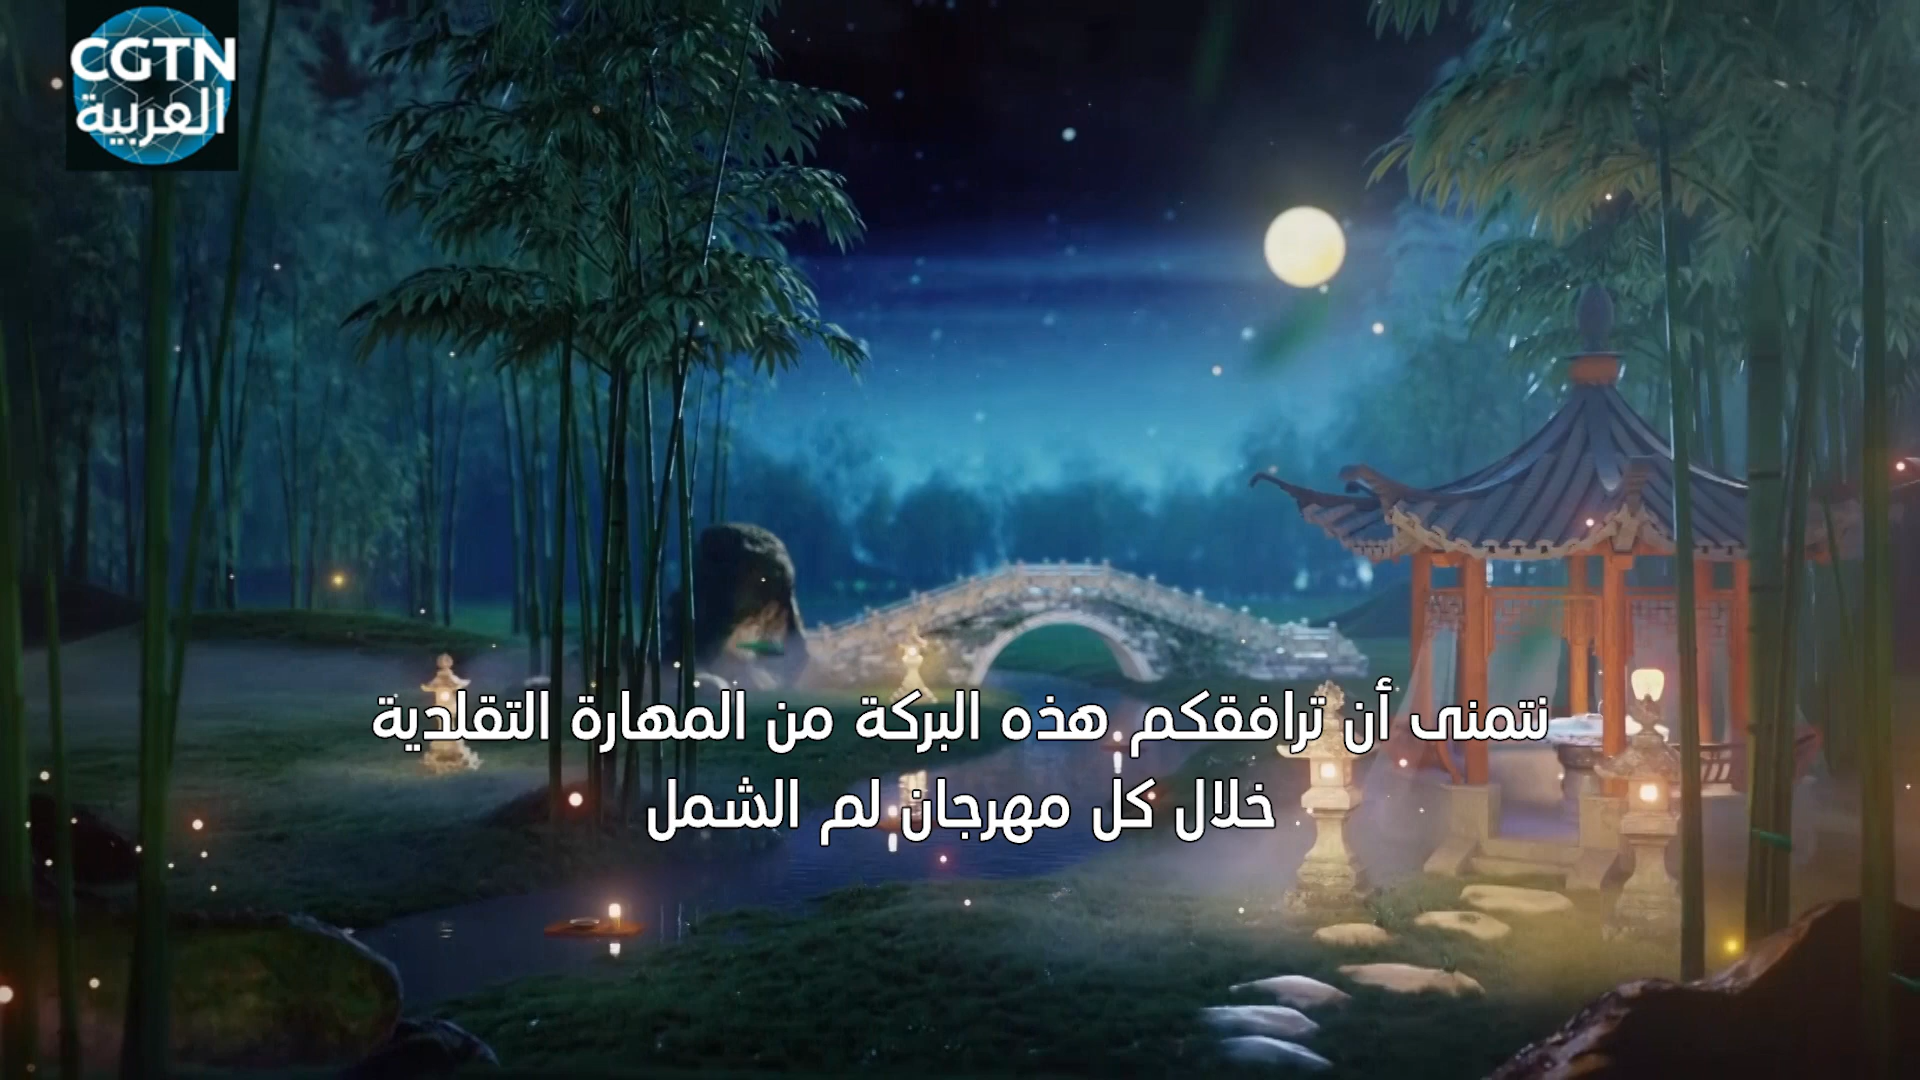 CGTN
العربية
نتمنى أن ترافقكم هذه البركة من المهارة التقلدية
خلال كل مهرجان لم الشمل